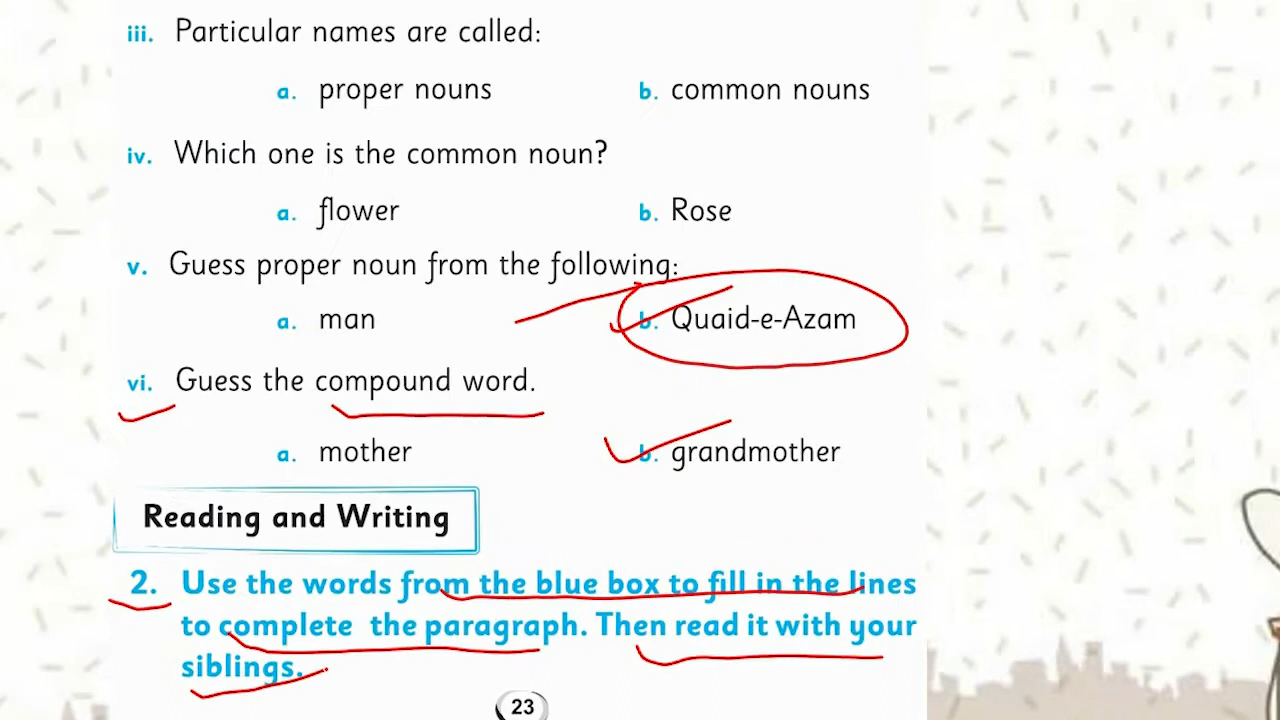 iii. Particular names are called:
a. proper nouns b. common nouns
iv. Which one is the common noun?
a. flower b. Rose
v. Guess proper noun from the following:
a. man b. Quaid-e-Azam
vi. Guess the compound word.
a. mother b. grandmother
Reading and Writing
2. Use the words from the blue box to fill in the lines
to complete the paragraph. Then read it with your
siblings.
23